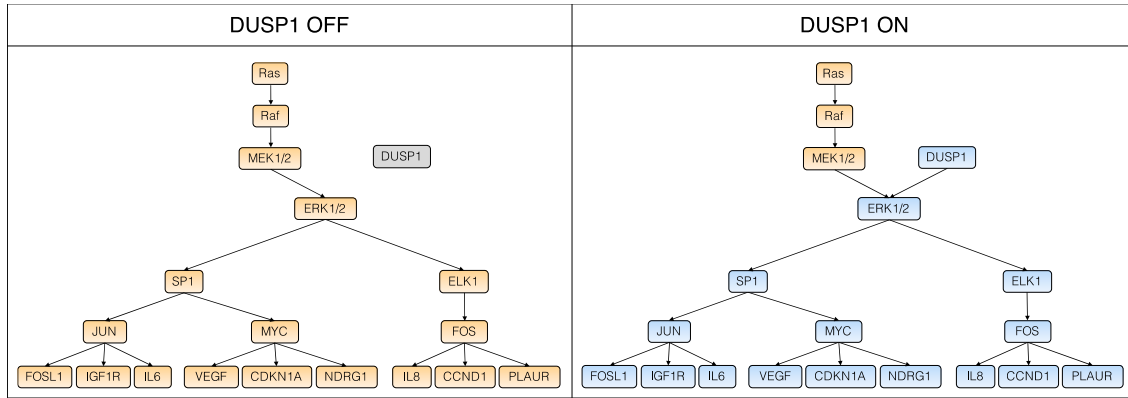 DUSP1 OFF
Ras
Raf
MEK1/2
DUSP1
ERK1/2
SP1
ELK1
JUN
MYC
FOS
FOSL1
IGF1R
IL6
VEGF
CDKN1A
NDRG1
IL8
CCND1
PLAUR
DUSP1 ON
Ras
Raf
MEK1/2
DUSP1
ERK1/2
SP1
ELK1
JUN
MYC
FOS
FOSL1
IGF1R
IL6
VEGF
CDKN1A
NDRG1
IL8
CCND1
PLAUR